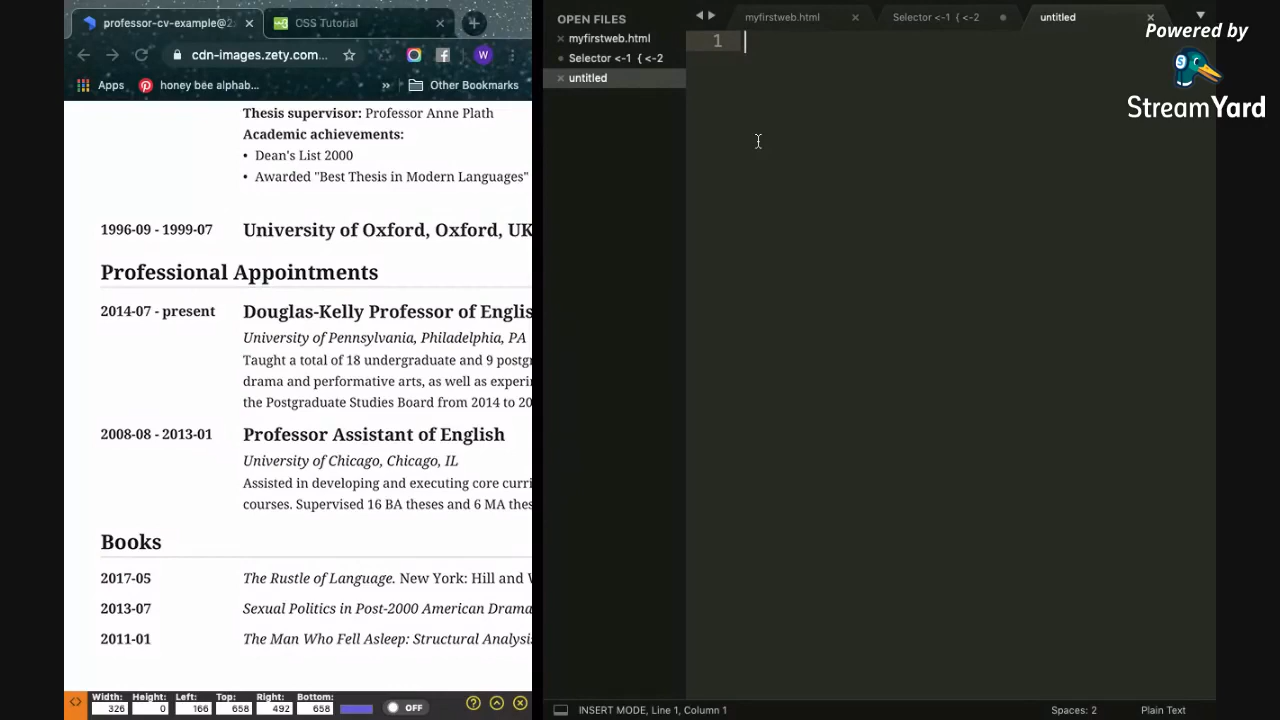 professor-cv-example@2
CSS Tutorial
cdn-images.zety.com...
W
Apps
honey bee alphab...
»
Other Bookmarks
Thesis supervisor: Professor Anne Plath
Academic achievements:
• Dean's List 2000
• Awarded "Best Thesis in Modern Languages"
1996-09 - 1999-07
University of Oxford, Oxford, UK
Professional Appointments
2014-07 - present
Douglas-Kelly Professor of Englis
University of Pennsylvania, Philadelphia, PA
Taught a total of 18 undergraduate and 9 postgr
drama and performative arts, as well as experi
the Postgraduate Studies Board from 2014 to 20
2008-08 - 2013-01
Professor Assistant of English
University of Chicago, Chicago, IL
Assisted in developing and executing core curri
courses. Supervised 16 BA theses and 6 MA thes
Books
2017-05
The Rustle of Language. New York: Hill and W
2013-07
Sexual Politics in Post-2000 American Drama
2011-01
The Man Who Fell Asleep: Structural Analysis
Width: Height: Left: Top: Right: Bottom:
326 0 166 658 492 658
OFF
OPEN FILES
myfirstweb.html
Selector <-1 { <-2
untitled
myfirstweb.html
Selector <-1 { <-2
untitled
1
INSERT MODE, Line 1, Column 1
Spaces: 2
Plain Text
Powered by
StreamYard